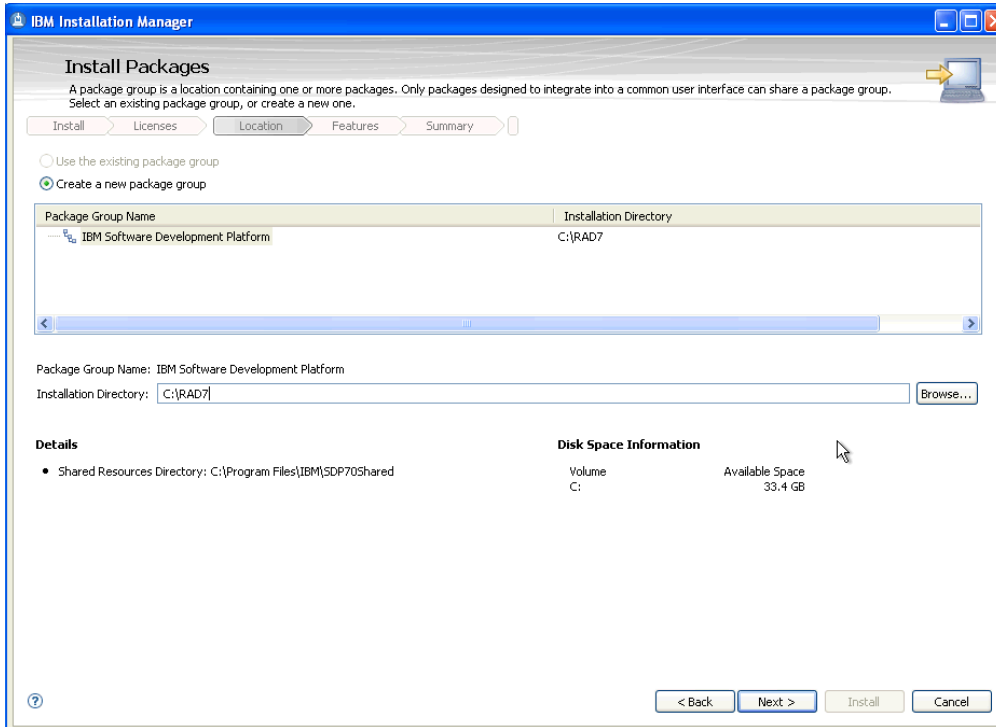 IBM Installation Manager
Install Packages
A package group is a location containing one or more packages. Only packages designed to integrate into a common user interface can share a package group.
Select an existing package group, or create a new one.
Install Licenses Location Features Summary
Use the existing package group
Create a new package group
Package Group Name Installation Directory
IBM Software Development Platform C:\RAD7
Package Group Name: IBM Software Development Platform
Installation Directory: C:\RAD7 Browse...
Details Disk Space Information
• Shared Resources Directory: C:\Program Files\IBM\SDP70Shared Volume Available Space
C: 33.4 GB
? < Back Next > Install Cancel